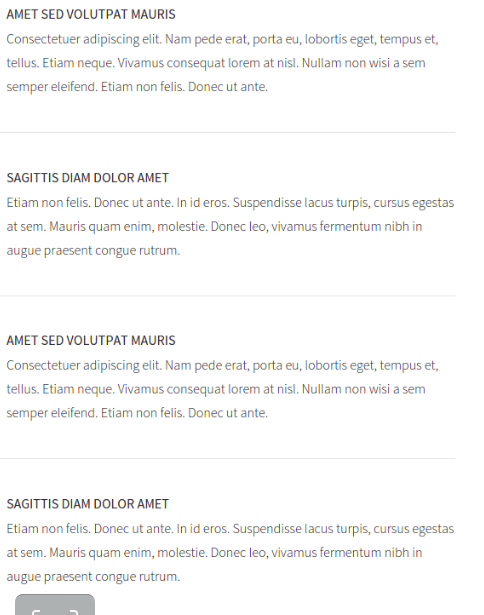 AMET SED VOLUTPAT MAURIS
Consectetuer adipiscing elit. Nam pede erat, porta eu, lobortis eget, tempus et,
tellus. Etiam neque. Vivamus consequat lorem at nisl. Nullam non wisi a sem
semper eleifend. Etiam non felis. Donec ut ante.
SAGITTIS DIAM DOLOR AMET
Etiam non felis. Donec ut ante. In id eros. Suspendisse lacus turpis, cursus egestas
at sem. Mauris quam enim, molestie. Donec leo, vivamus fermentum nibh in
augue praesent congue rutrum.
AMET SED VOLUTPAT MAURIS
Consectetuer adipiscing elit. Nam pede erat, porta eu, lobortis eget, tempus et,
tellus. Etiam neque. Vivamus consequat lorem at nisl. Nullam non wisi a sem
semper eleifend. Etiam non felis. Donec ut ante.
SAGITTIS DIAM DOLOR AMET
Etiam non felis. Donec ut ante. In id eros. Suspendisse lacus turpis, cursus egestas
at sem. Mauris quam enim, molestie. Donec leo, vivamus fermentum nibh in
augue praesent congue rutrum.